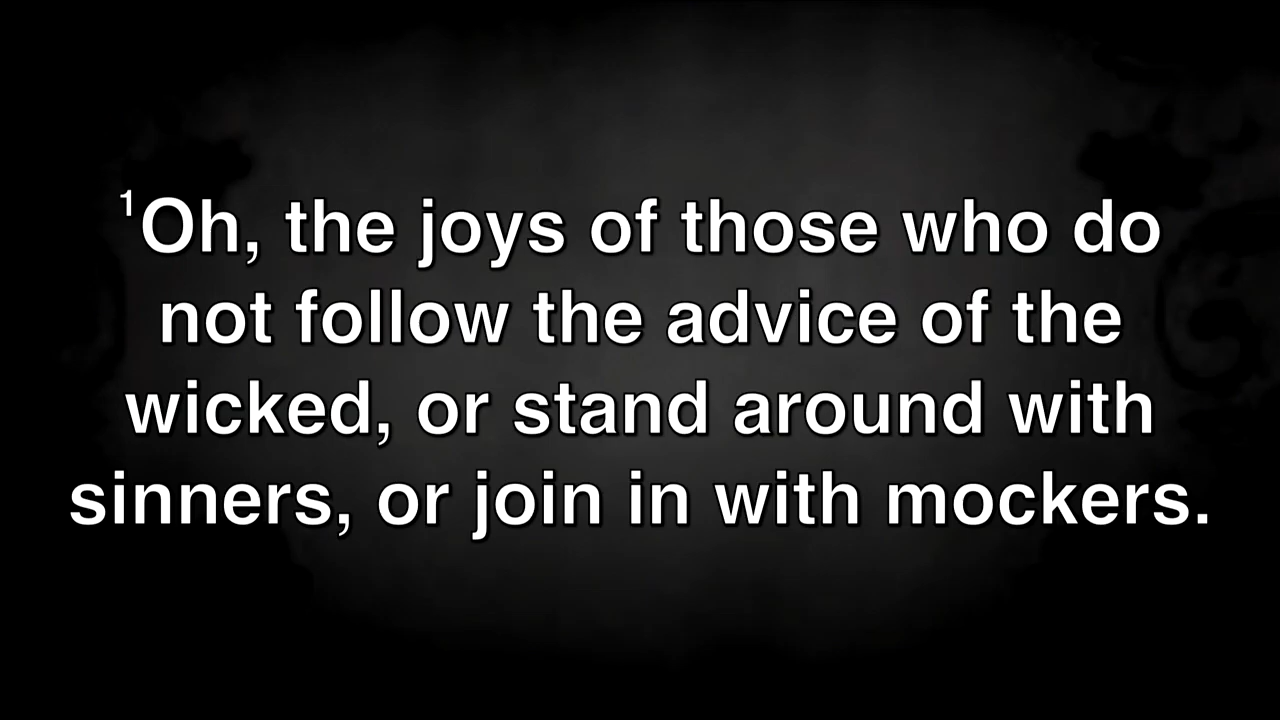 ¹Oh, the joys of those who do
not follow the advice of the
wicked, or stand around with
sinners, or join in with mockers.